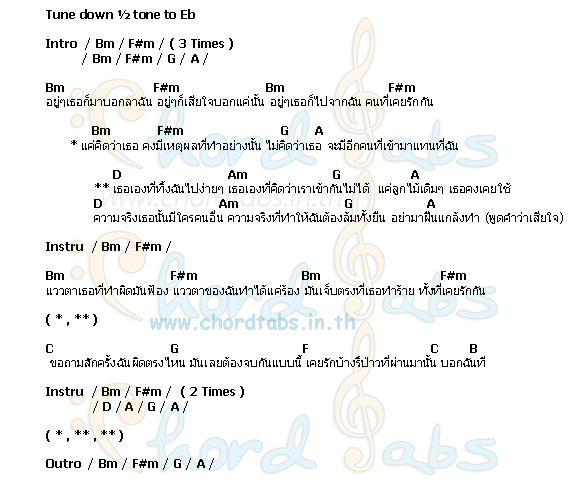 Tune down ½ tone to Eb
Intro / Bm / F#m / ( 3 Times )
/ Bm / F#m / G / A /
Bm F#m Bm F#m
อยู่ๆเธอก็มาบอกลาฉัน อยู่ๆก็เสียใจบอกแค่นั้น อยู่ๆเธอก็ไปจากฉัน คนที่เคยรักกัน
Bm F#m G A
* แค่คิดว่าเธอ คงมีเหตุผลที่ทำอย่างนั้น ไม่คิดว่าเธอ จะมีอีกคนที่เข้ามาแทนที่ฉัน
D Am G A
** เธอเองที่ทิ้งฉันไปง่ายๆ เธอเองที่คิดว่าเราเข้ากันไม่ได้ แค่ลูกไม้เดิมๆ เธอคงเคยใช้
D Am G A
ความจริงเธอนั้นมีใครคนอื่น ความจริงที่ทำให้ฉันต้องล้มทั้งยืน อย่ามาฝืนแกล้งทำ (พูดคำว่าเสียใจ)
Instru / Bm / F#m /
Bm F#m Bm F#m
แววตาเธอที่ทำผิดมันฟ้อง แววตาของฉันทำได้แค่ร้อง มันเจ็บตรงที่เธอทำร้าย ทั้งที่เคยรักกัน
( * , ** )
www.chordtabs.in.th
C G F C B
ขอถามสักครั้งฉันผิดตรงไหน มันเลยต้องจบกันแบบนี้ เคยรักบ้างรึป่าวที่ผ่านมานั้น บอกฉันที
Instru / Bm / F#m / ( 2 Times )
/ D / A / G / A /
( * , ** , ** )
Outro / Bm / F#m / G / A /